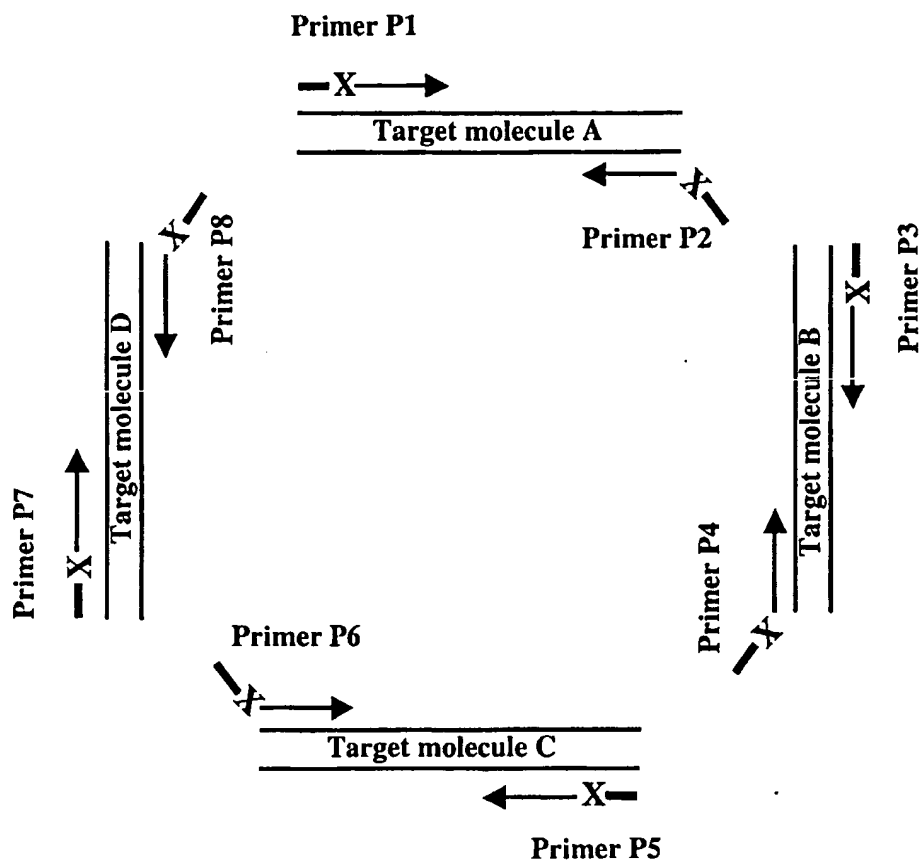 Primer P1
X
Target molecule A
X
Primer P2
X
Primer P8
Target molecule D
X
Primer P7
X
Primer P3
Target molecule B
X
Primer P4
Primer P6
X
Target molecule C
X
Primer P5